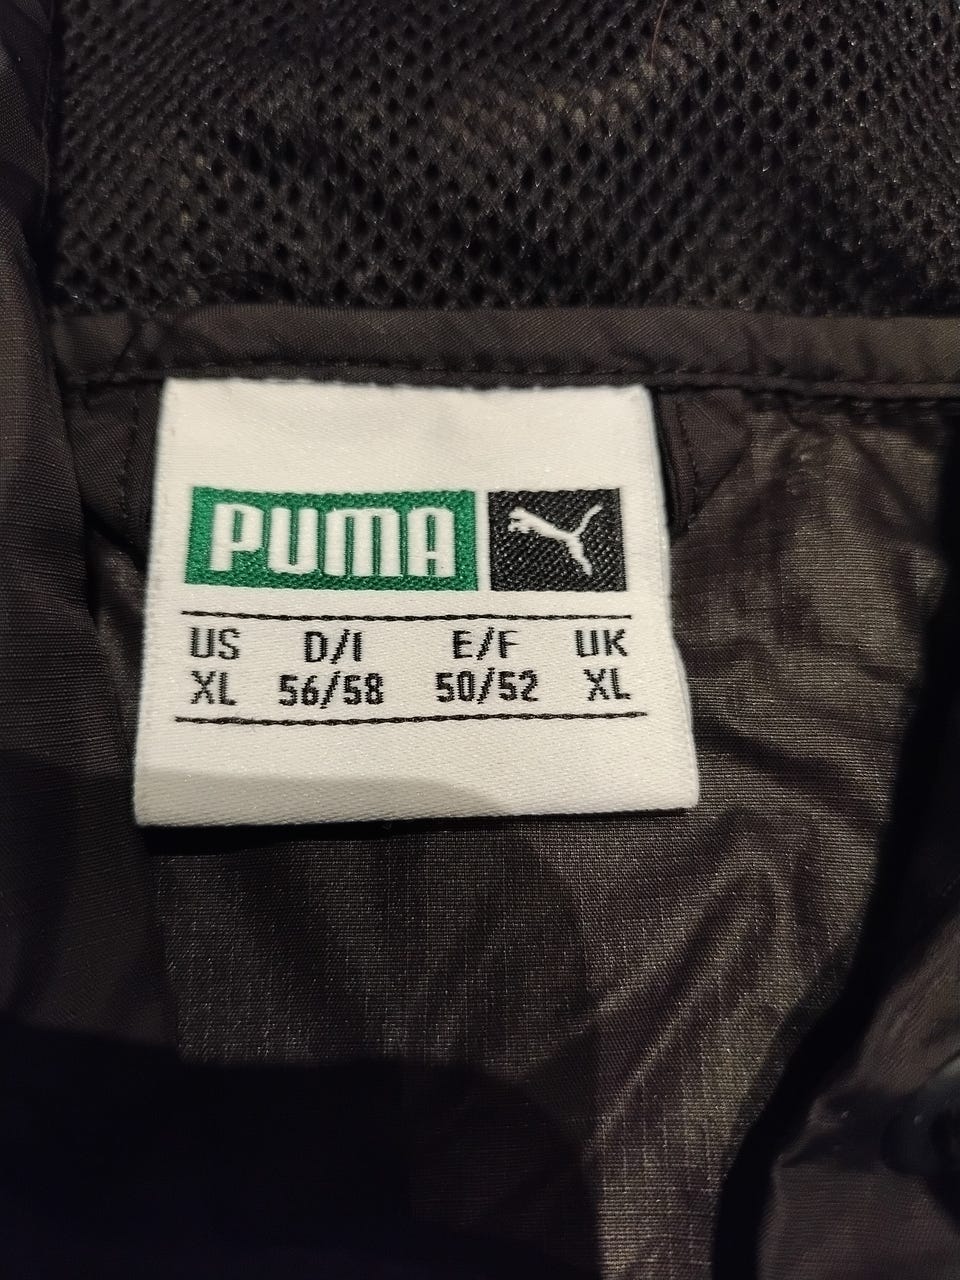 PUMA
US D/I E/F UK
XL 56/58 50/52 XL